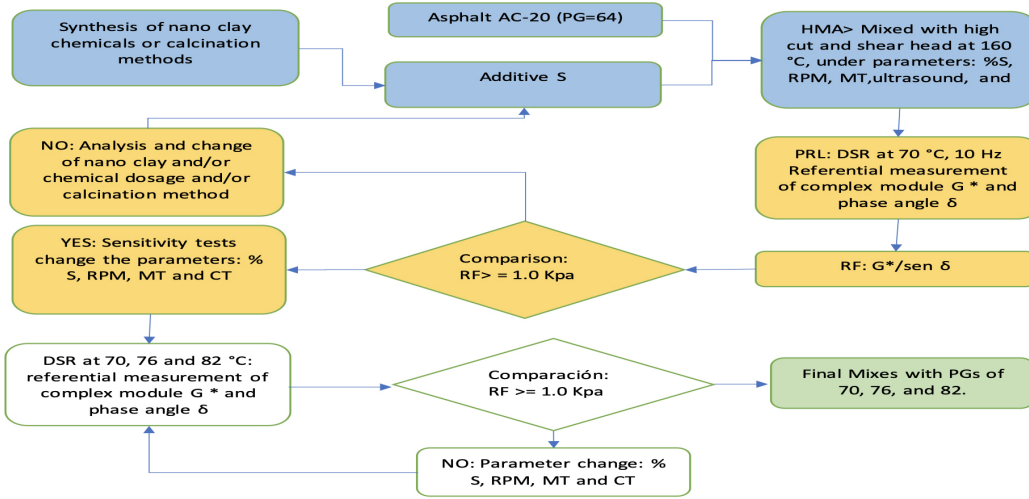 Synthesis of nano clay
chemicals or calcination
methods
Asphalt AC-20 (PG=64)
Additive S
HMA> Mixed with high
cut and shear head at 160
°C, under parameters: %S,
RPM, MT,ultrasound, and
NO: Analysis and change
of nano clay and/or
chemical dosage and/or
calcination method
PRL: DSR at 70 °C, 10 Hz
Referential measurement
of complex module G * and
phase angle δ
YES: Sensitivity tests
change the parameters: %
S, RPM, MT and CT
Comparison:
RF> = 1.0 Kpa
RF: G*/sen δ
DSR at 70, 76 and 82 °C:
referential measurement of
complex module G * and
phase angle δ
Comparación:
RF >= 1.0 Kpa
Final Mixes with PGs of
70, 76, and 82.
NO: Parameter change: %
S, RPM, MT and CT